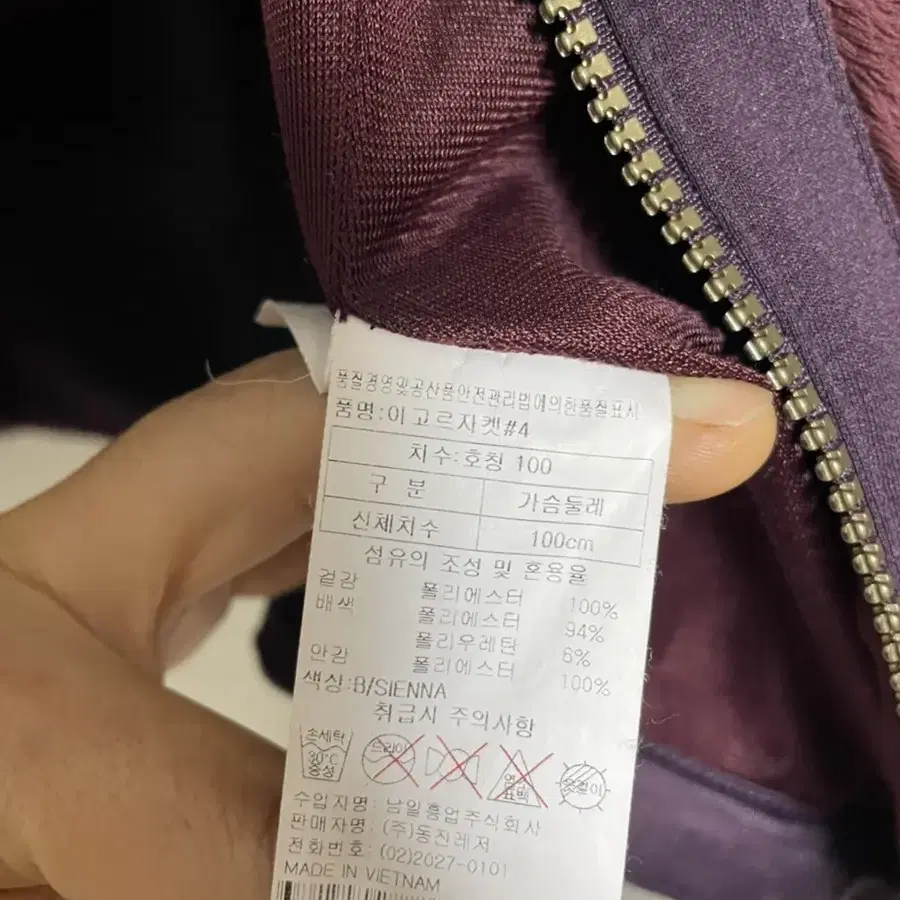 품질경영및공산품안전관리법에의한품질표시
품명:이고르자켓#4
치수:호칭 100
구 분 가슴둘레
신체치수 100cm
섬유의 조성 및 혼용율
겉감 폴리에스터 100%
배색 폴리에스터 94%
폴리우레탄 6%
안감 폴리에스터 100%
색상:B/SIENNA
취급시 주의사항
손세탁 30℃ 중성
드라이
염소 표백
옷걸이
수입자명: 남일흥업주식회사
판매자명: (주)동진레저
전화번호: (02)2027-0101
MADE IN VIETNAM